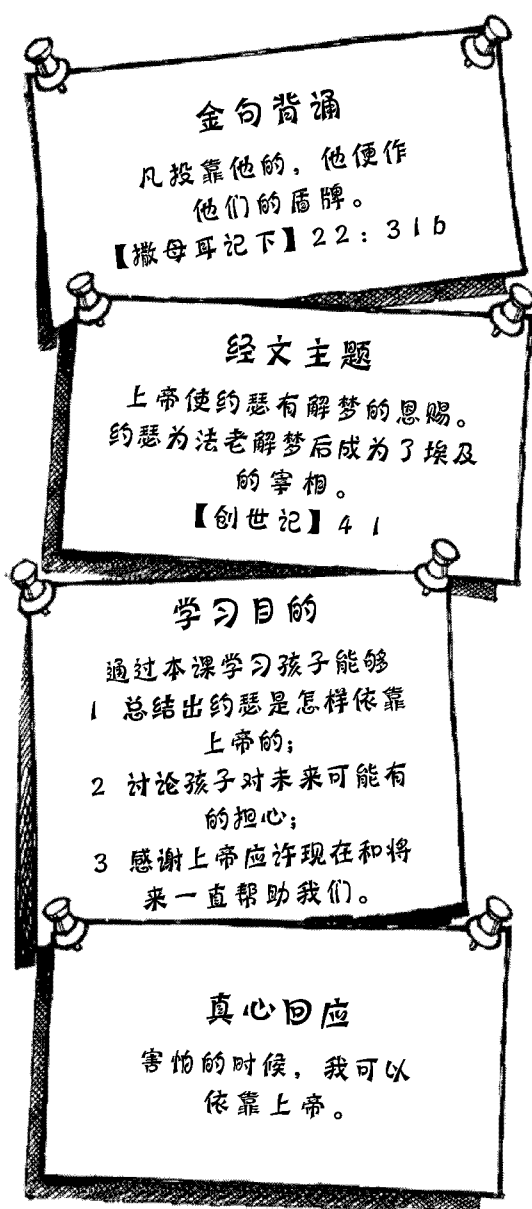 金句背诵
凡投靠他的，他便作
他们的盾牌。
【撒母耳记下】22：31b
经文主题
上帝使约瑟有解梦的恩赐。
约瑟为法老解梦后成为了埃及
的宰相。
【创世记】41
学习目的
通过本课学习孩子能够
1 总结出约瑟是怎样依靠
上帝的；
2 讨论孩子对未来可能有
的担心；
3 感谢上帝应许现在和将
来一直帮助我们。
真心回应
害怕的时候，我可以
依靠上帝。